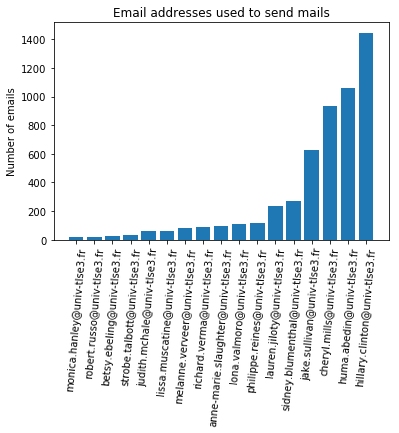 Email addresses used to send mails
Number of emails
1400
1200
1000
800
600
400
200
0
monica.hanley@univ-tlse3.fr
robert.russo@univ-tlse3.fr
betsy.ebeling@univ-tlse3.fr
strobe.talbott@univ-tlse3.fr
judith.mchale@univ-tlse3.fr
lissa.muscatine@univ-tlse3.fr
melanne.verveer@univ-tlse3.fr
richard.verma@univ-tlse3.fr
anne-marie.slaughter@univ-tlse3.fr
lona.valmoro@univ-tlse3.fr
philippe.reines@univ-tlse3.fr
lauren.jiloty@univ-tlse3.fr
sidney.blumenthal@univ-tlse3.fr
jake.sullivan@univ-tlse3.fr
cheryl.mills@univ-tlse3.fr
huma.abedin@univ-tlse3.fr
hillary.clinton@univ-tlse3.fr